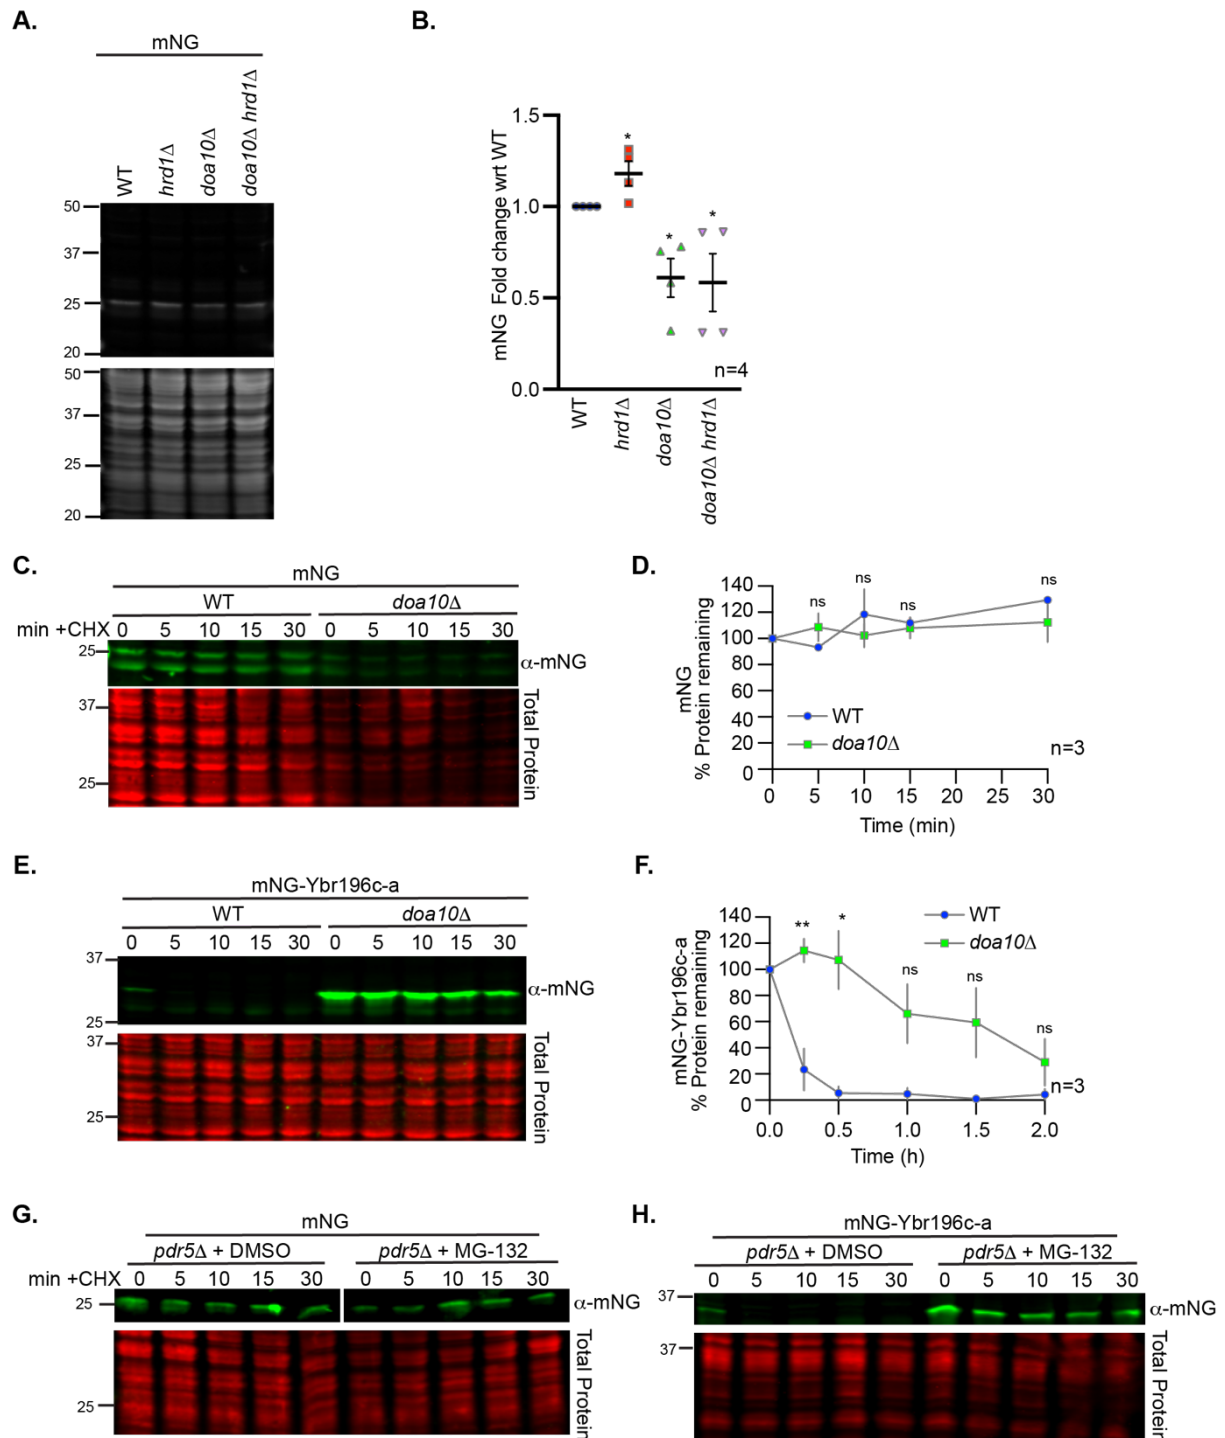 A.
mNG
WT
hrd1Δ
doa10Δ
doa10Δ hrd1Δ
50
37
25
20
50
37
25
20
B.
mNG Fold change wrt WT
1.5
1.0
0.5
0.0
*
*
*
n=4
WT
hrd1Δ
doa10Δ
doa10Δ hrd1Δ
C.
mNG
WT doa10Δ
min +CHX 0 5 10 15 30 0 5 10 15 30
25
α-mNG
37
25
Total Protein
D.
mNG
% Protein remaining
140
120
100
80
60
40
20
0
ns ns ns ns
WT
doa10Δ
n=3
0 5 10 15 20 25 30
Time (min)
E.
mNG-Ybr196c-a
WT doa10Δ
0 5 10 15 30 0 5 10 15 30
37
α-mNG
25
37
25
Total Protein
F.
mNG-Ybr196c-a
% Protein remaining
140
120
100
80
60
40
20
0
** * ns ns ns
WT
doa10Δ
n=3
0.0 0.5 1.0 1.5 2.0
Time (h)
G.
mNG
pdr5Δ + DMSO pdr5Δ + MG-132
min +CHX 0 5 10 15 30 0 5 10 15 30
25
α-mNG
25
Total Protein
H.
mNG-Ybr196c-a
pdr5Δ + DMSO pdr5Δ + MG-132
0 5 10 15 30 0 5 10 15 30
37
α-mNG
37
Total Protein